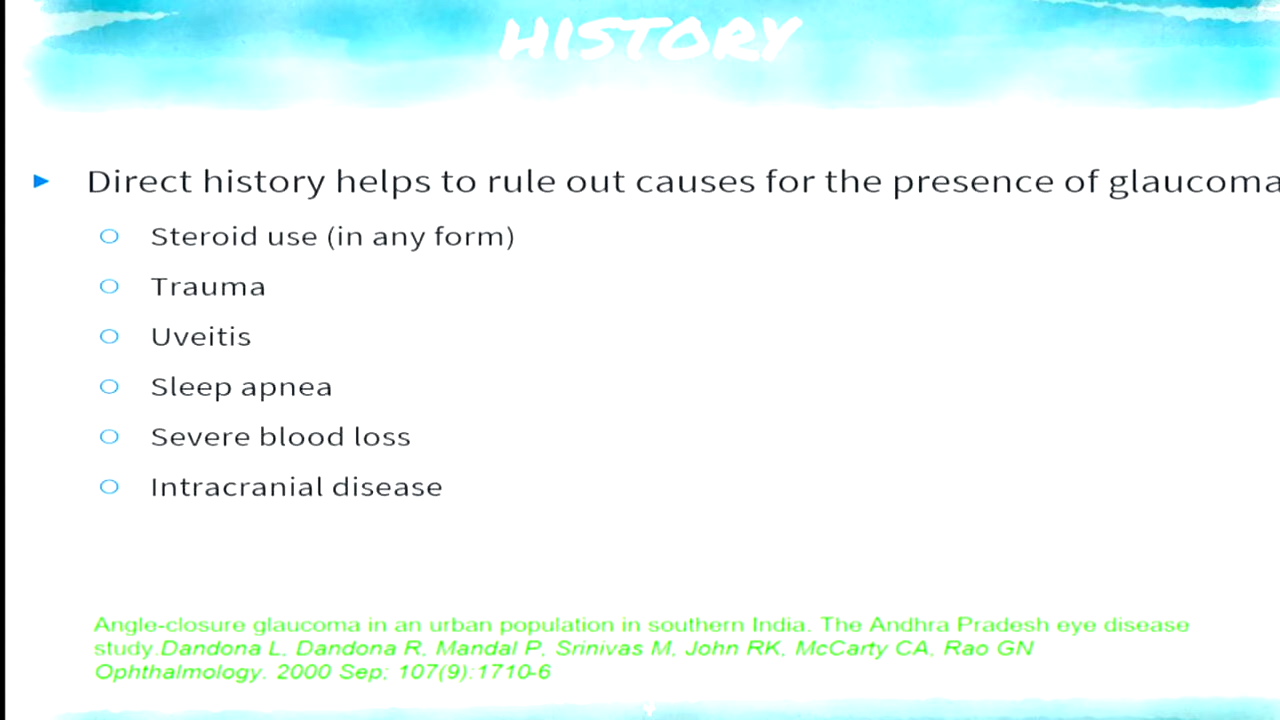 HISTORY
Direct history helps to rule out causes for the presence of glaucoma
Steroid use (in any form)
Trauma
Uveitis
Sleep apnea
Severe blood loss
Intracranial disease
Angle-closure glaucoma in an urban population in southern India. The Andhra Pradesh eye disease
study.Dandona L, Dandona R, Mandal P, Srinivas M, John RK, McCarty CA, Rao GN
Ophthalmology. 2000 Sep; 107(9):1710-6